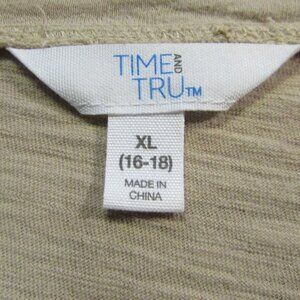 TIME AND
TRU™
XL
(16-18)
MADE IN
CHINA